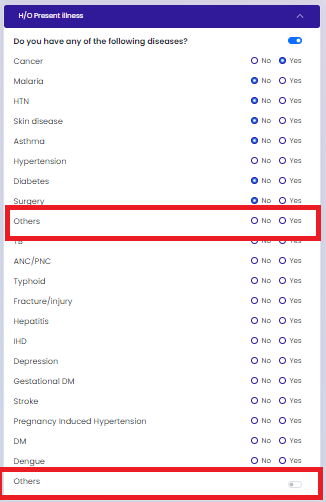 H/O Present illness
Do you have any of the following diseases?
Cancer No Yes
Malaria No Yes
HTN No Yes
Skin disease No Yes
Asthma No Yes
Hypertension No Yes
Diabetes No Yes
Surgery No Yes
Others No Yes
TB No Yes
ANC/PNC No Yes
Typhoid No Yes
Fracture/injury No Yes
Hepatitis No Yes
IHD No Yes
Depression No Yes
Gestational DM No Yes
Stroke No Yes
Pregnancy Induced Hypertension No Yes
DM No Yes
Dengue No Yes
Others